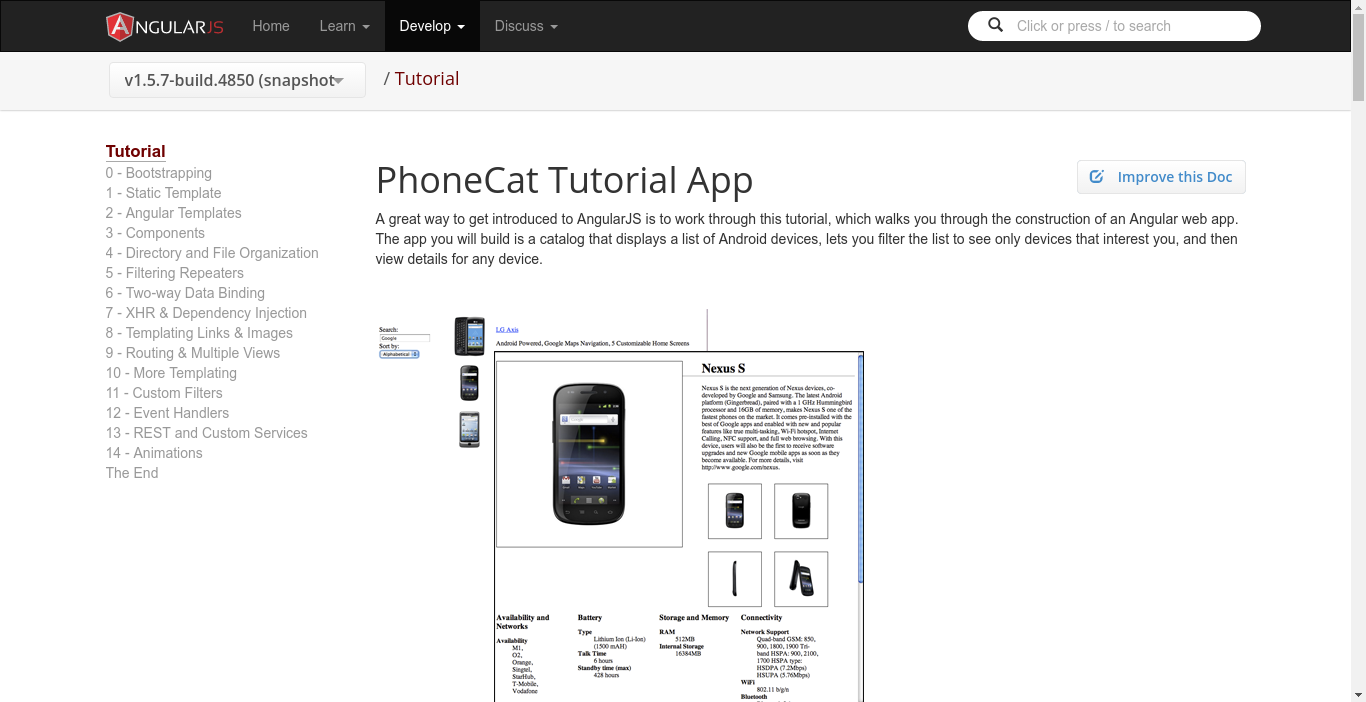 ANGULARJS Home Learn Develop Discuss Click or press / to search
v1.5.7-build.4850 (snapshot / Tutorial
Tutorial
0 - Bootstrapping
1 - Static Template
2 - Angular Templates
3 - Components
4 - Directory and File Organization
5 - Filtering Repeaters
6 - Two-way Data Binding
7 - XHR & Dependency Injection
8 - Templating Links & Images
9 - Routing & Multiple Views
10 - More Templating
11 - Custom Filters
12 - Event Handlers
13 - REST and Custom Services
14 - Animations
The End
PhoneCat Tutorial App
Improve this Doc
A great way to get introduced to AngularJS is to work through this tutorial, which walks you through the construction of an Angular web app.
The app you will build is a catalog that displays a list of Android devices, lets you filter the list to see only devices that interest you, and then
view details for any device.
Search:
Google
Sort by:
Alphabetical
LG Axis
Android Powered, Google Maps Navigation, 5 Customizable Home Screens
Nexus S
Nexus S is the next generation of Nexus devices, co-
developed by Google and Samsung. The latest Android
platform (Gingerbread), paired with a 1 GHz Hummingbird
processor and 16GB of memory, makes Nexus S one of the
fastest phones on the market. It comes pre-installed with the
best of Google apps and enabled with new and popular
features like true multi-tasking, Wi-Fi hotspot, Internet
Calling, NFC support, and full web browsing. With this
device, users will also be the first to receive software
upgrades and new Google mobile apps as soon as they
become available. For more details, visit
http://www.google.com/nexus.
Availability and
Networks
Availability
M1,
O2,
Orange,
Singtel,
StarHub,
T-Mobile,
Vodafone
Battery
Type
Lithium Ion (Li-Ion)
(1500 mAH)
Talk Time
6 hours
Standby time (max)
428 hours
Storage and Memory
RAM
512MB
Internal Storage
16384MB
Connectivity
Network Support
Quad-band GSM: 850,
900, 1800, 1900 Tri-
band HSPA: 900, 2100,
1700 HSPA type:
HSDPA (7.2Mbps)
HSUPA (5.76Mbps)
WiFi
802.11 b/g/n
Bluetooth